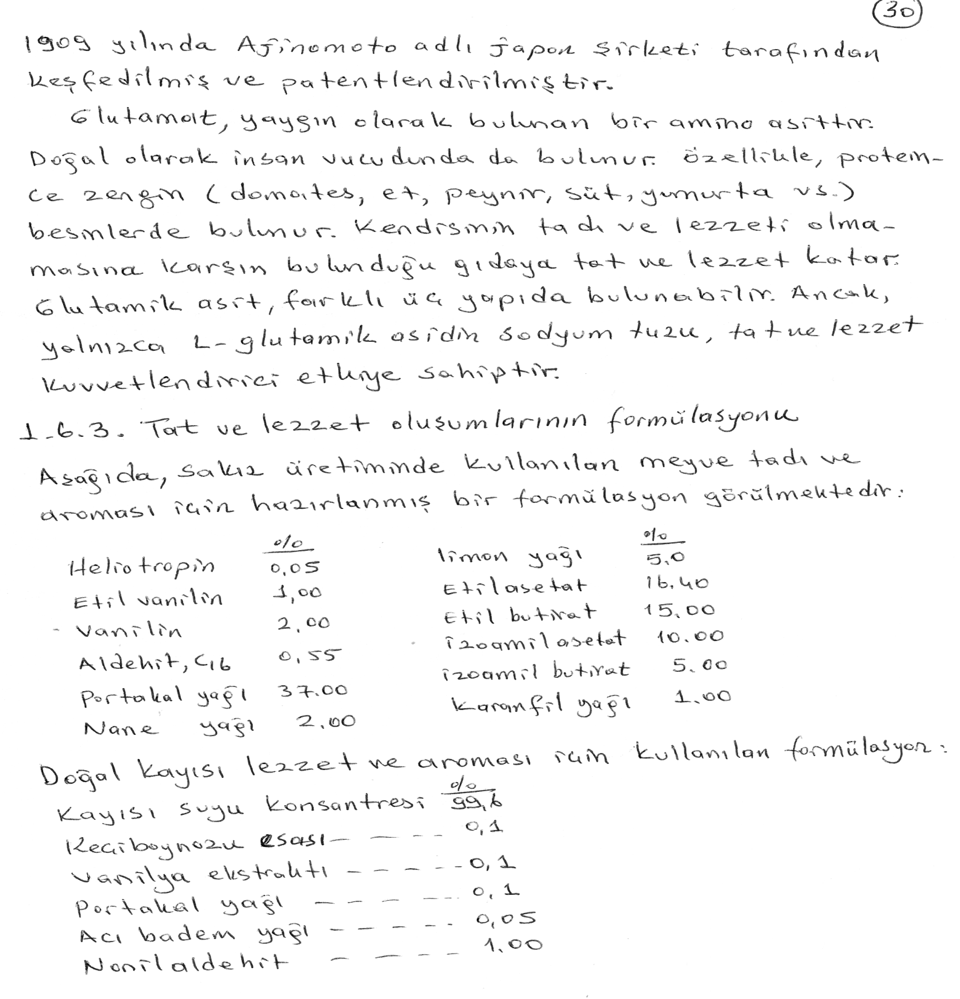 30
1909 yılında Ajinomoto adlı japon şirketi tarafından
keşfedilmiş ve patentlendirilmiştir.
Glutamat, yaygın olarak bulunan bir amino asittir.
Doğal olarak insan vucudunda da bulunur. özellikle, protein-
ce zengin (domates, et, peynir, süt, yumurta vs.)
besinlerde bulunur. Kendisinin tadı ve lezzeti olma-
masına karşın bulunduğu gıdaya tat ve lezzet katar.
Glutamik asit, farklı üç yapıda bulunabilir. Ancak,
yalnızca L-glutamik asidin sodyum tuzu, tat ve lezzet
kuvvetlendirici etkiye sahiptir.
1.6.3. Tat ve lezzet oluşumlarının formülasyonu
Aşağıda, sakız üretiminde kullanılan meyve tadı ve
aroması için hazırlanmış bir formülasyon görülmektedir:
% %
Heliotropin 0,05 limon yağı 5,0
Etil vanilin 1,00 Etilasetat 16,40
Vanilin 2,00 Etil butirat 15,00
Aldehit, C16 0,55 izoamilasetat 10.00
Portakal yağı 37.00 izoamil butirat 5.00
Nane yağı 2.00 Karanfil yağı 1.00
Doğal kayısı lezzet ve aroması için kullanılan formülasyon:
%
Kayısı suyu konsantresi 99,6
Keçiboynozu esası - - - - - 0,1
Vanilya ekstraktı - - - - - - 0,1
Portakal yağı - - - - - - 0,1
Acı badem yağı - - - - - - 0,05
Nonilaldehit - - - - - 1.00